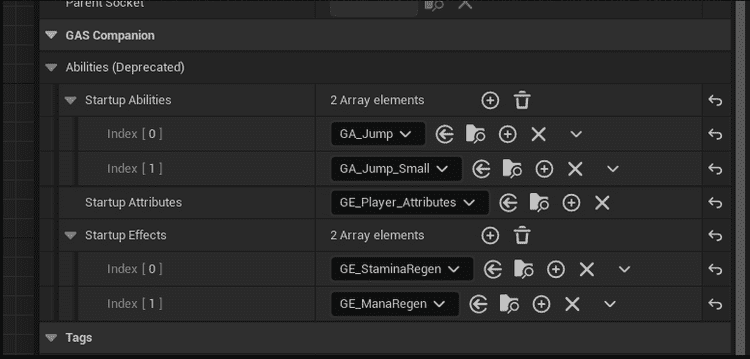 Parent Socket
GAS Companion
Abilities (Deprecated)
Startup Abilities 2 Array elements
Index [ 0 ] GA_Jump
Index [ 1 ] GA_Jump_Small
Startup Attributes GE_Player_Attributes
Startup Effects 2 Array elements
Index [ 0 ] GE_StaminaRegen
Index [ 1 ] GE_ManaRegen
Tags